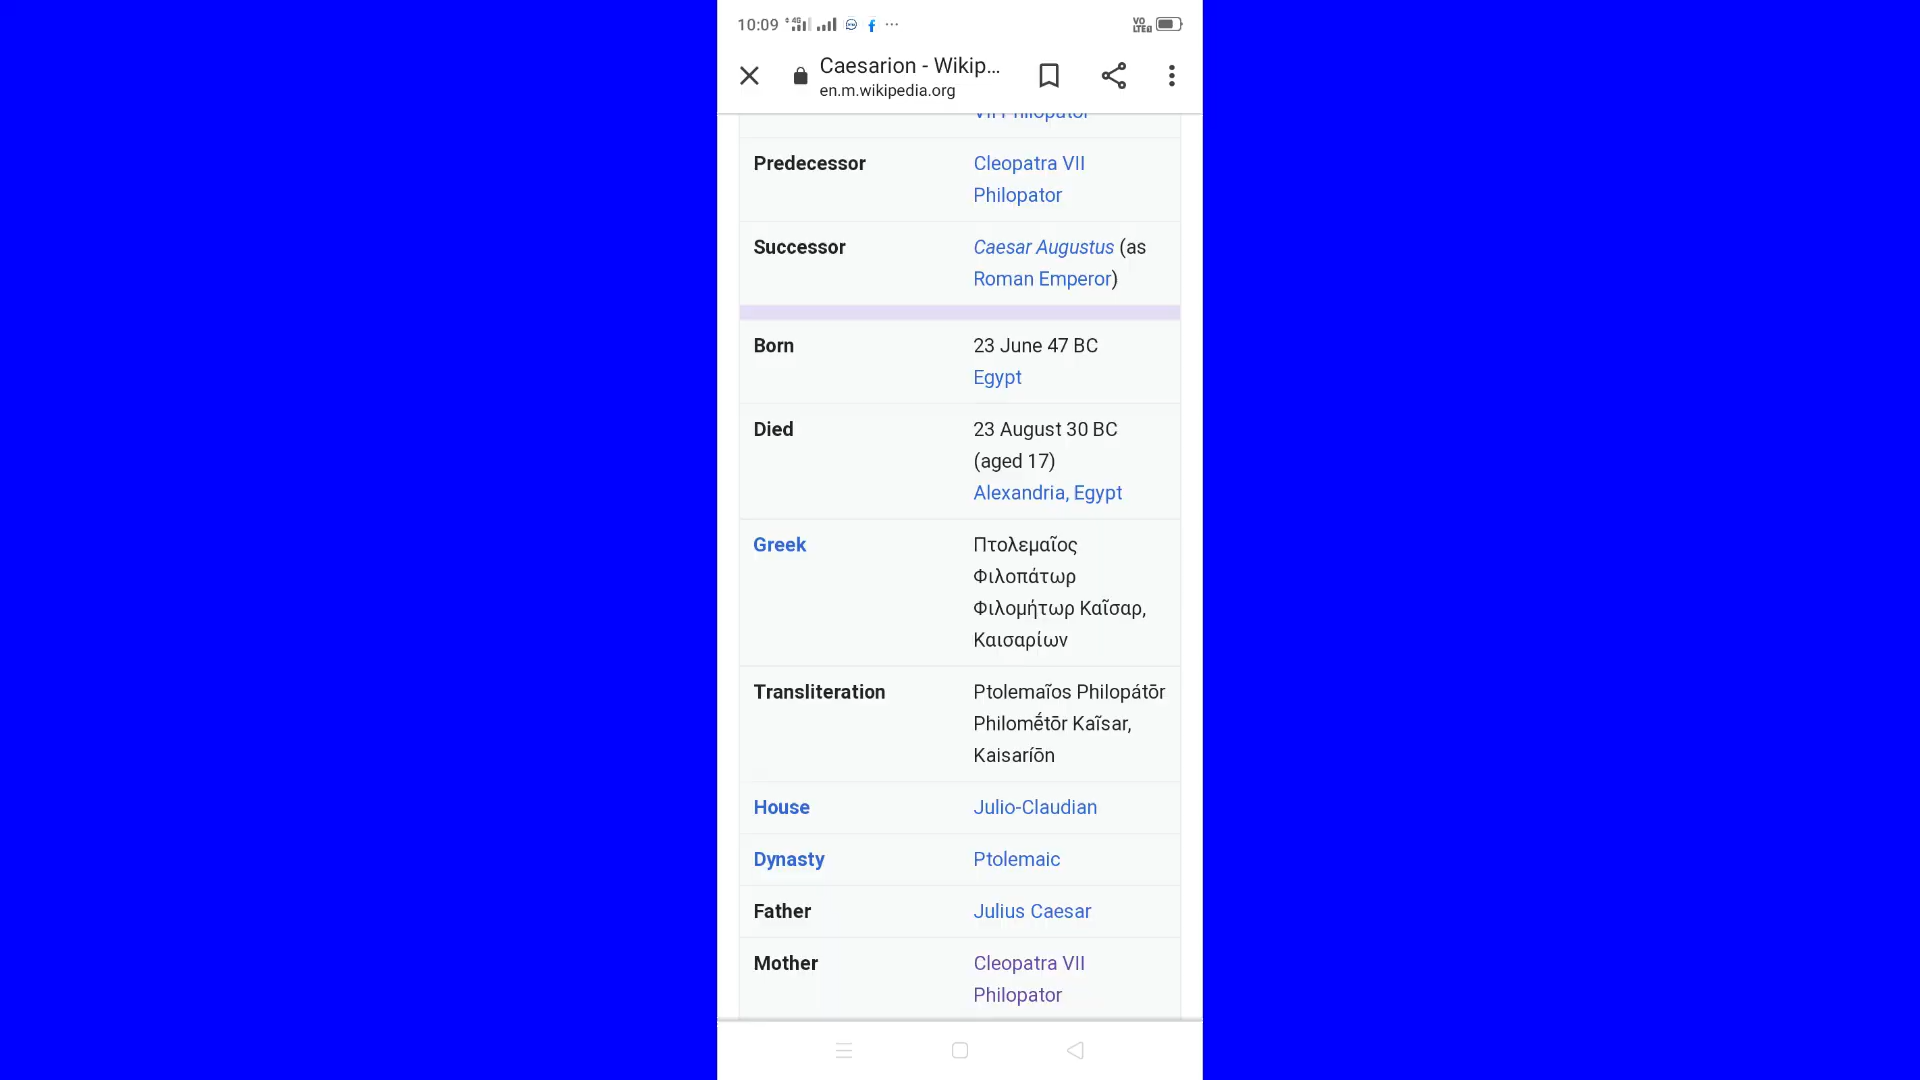 10:09
Caesarion - Wikip...
en.m.wikipedia.org
VII Philopator
Predecessor
Cleopatra VII
Philopator
Successor
Caesar Augustus (as
Roman Emperor)
Born
23 June 47 BC
Egypt
Died
23 August 30 BC
(aged 17)
Alexandria, Egypt
Greek
Πτολεμαῖος
Φιλοπάτωρ
Φιλομήτωρ Καῖσαρ,
Καισαρίων
Transliteration
Ptolemaĩos Philopátōr
Philomḗtōr Kaĩsar,
Kaisaríōn
House
Julio-Claudian
Dynasty
Ptolemaic
Father
Julius Caesar
Mother
Cleopatra VII
Philopator